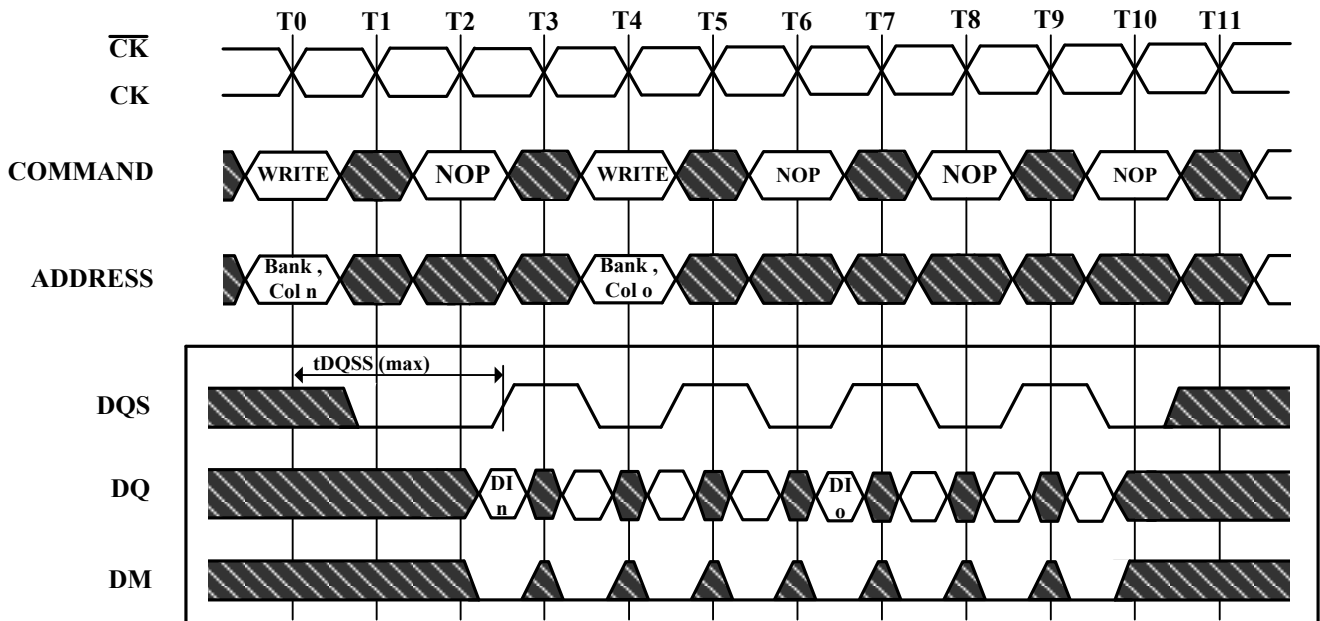 T0 T1 T2 T3 T4 T5 T6 T7 T8 T9 T10 T11
CK
CK
COMMAND WRITE NOP WRITE NOP NOP NOP
ADDRESS Bank , Bank ,
Col n Col o
tDQSS (max)
DQS
DQ DI DI
n o
DM